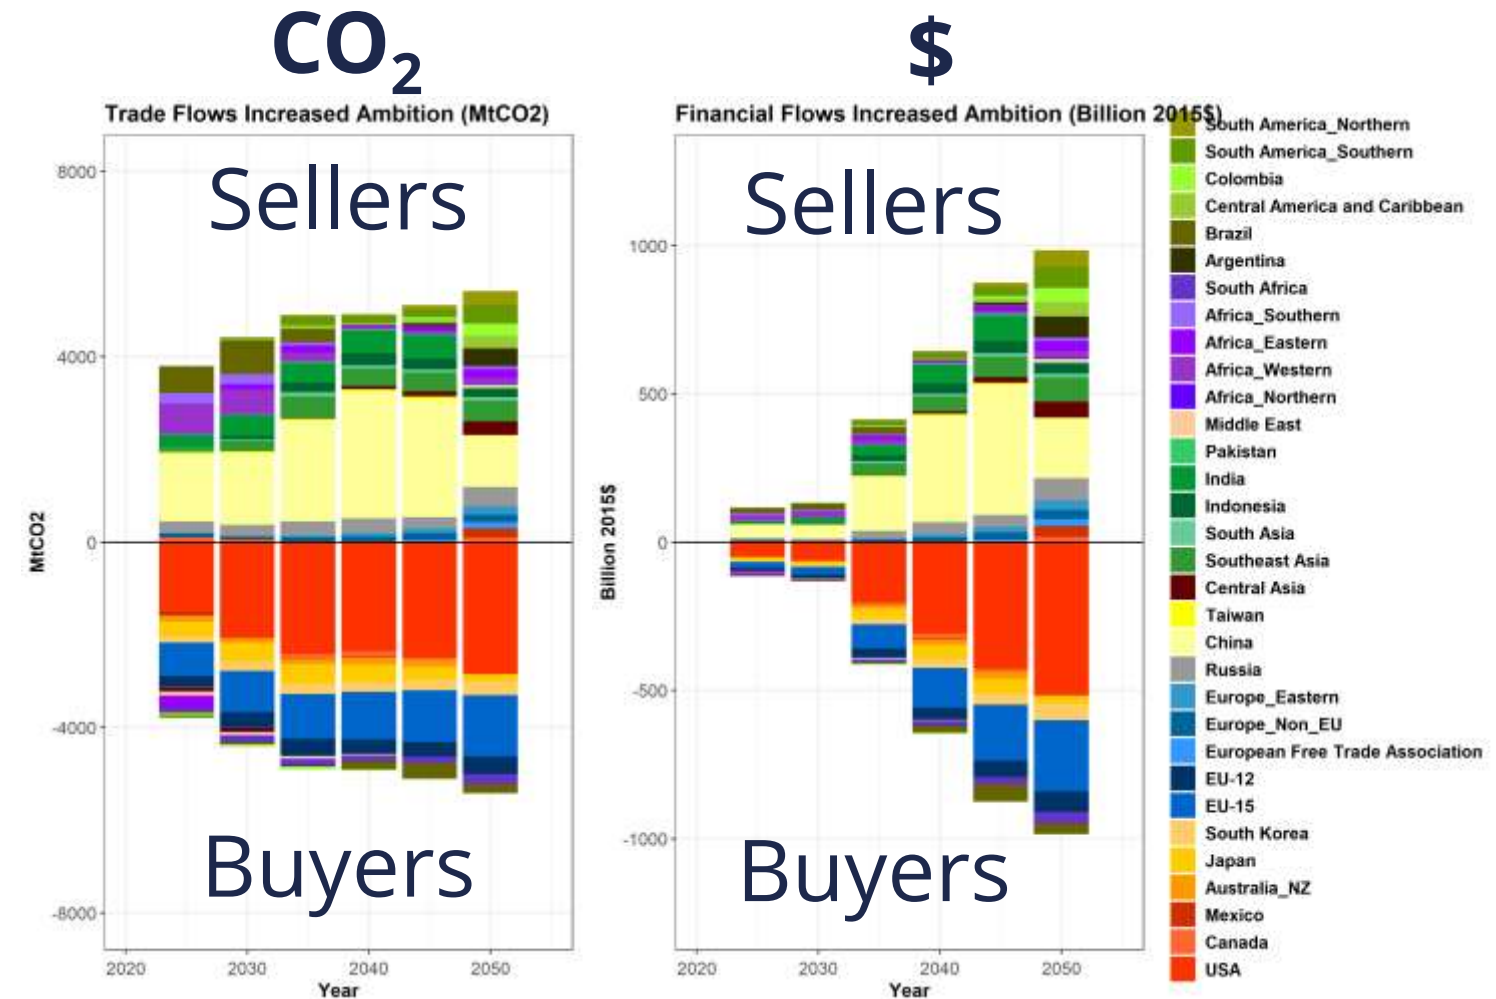 CO2
$
Trade Flows Increased Ambition (MtCO2)
Financial Flows Increased Ambition (Billion 2015$)
Sellers
Sellers
8000
4000
0
-4000
-8000
MtCO2
Buyers
2020
2030
2040
2050
Year
1000
500
0
-500
-1000
Billion 2015$
Buyers
2020
2030
2040
2050
Year
South America_Northern
South America_Southern
Colombia
Central America and Caribbean
Brazil
Argentina
South Africa
Africa_Southern
Africa_Eastern
Africa_Western
Africa_Northern
Middle East
Pakistan
India
Indonesia
South Asia
Southeast Asia
Central Asia
Taiwan
China
Russia
Europe_Eastern
Europe_Non_EU
European Free Trade Association
EU-12
EU-15
South Korea
Japan
Australia_NZ
Mexico
Canada
USA